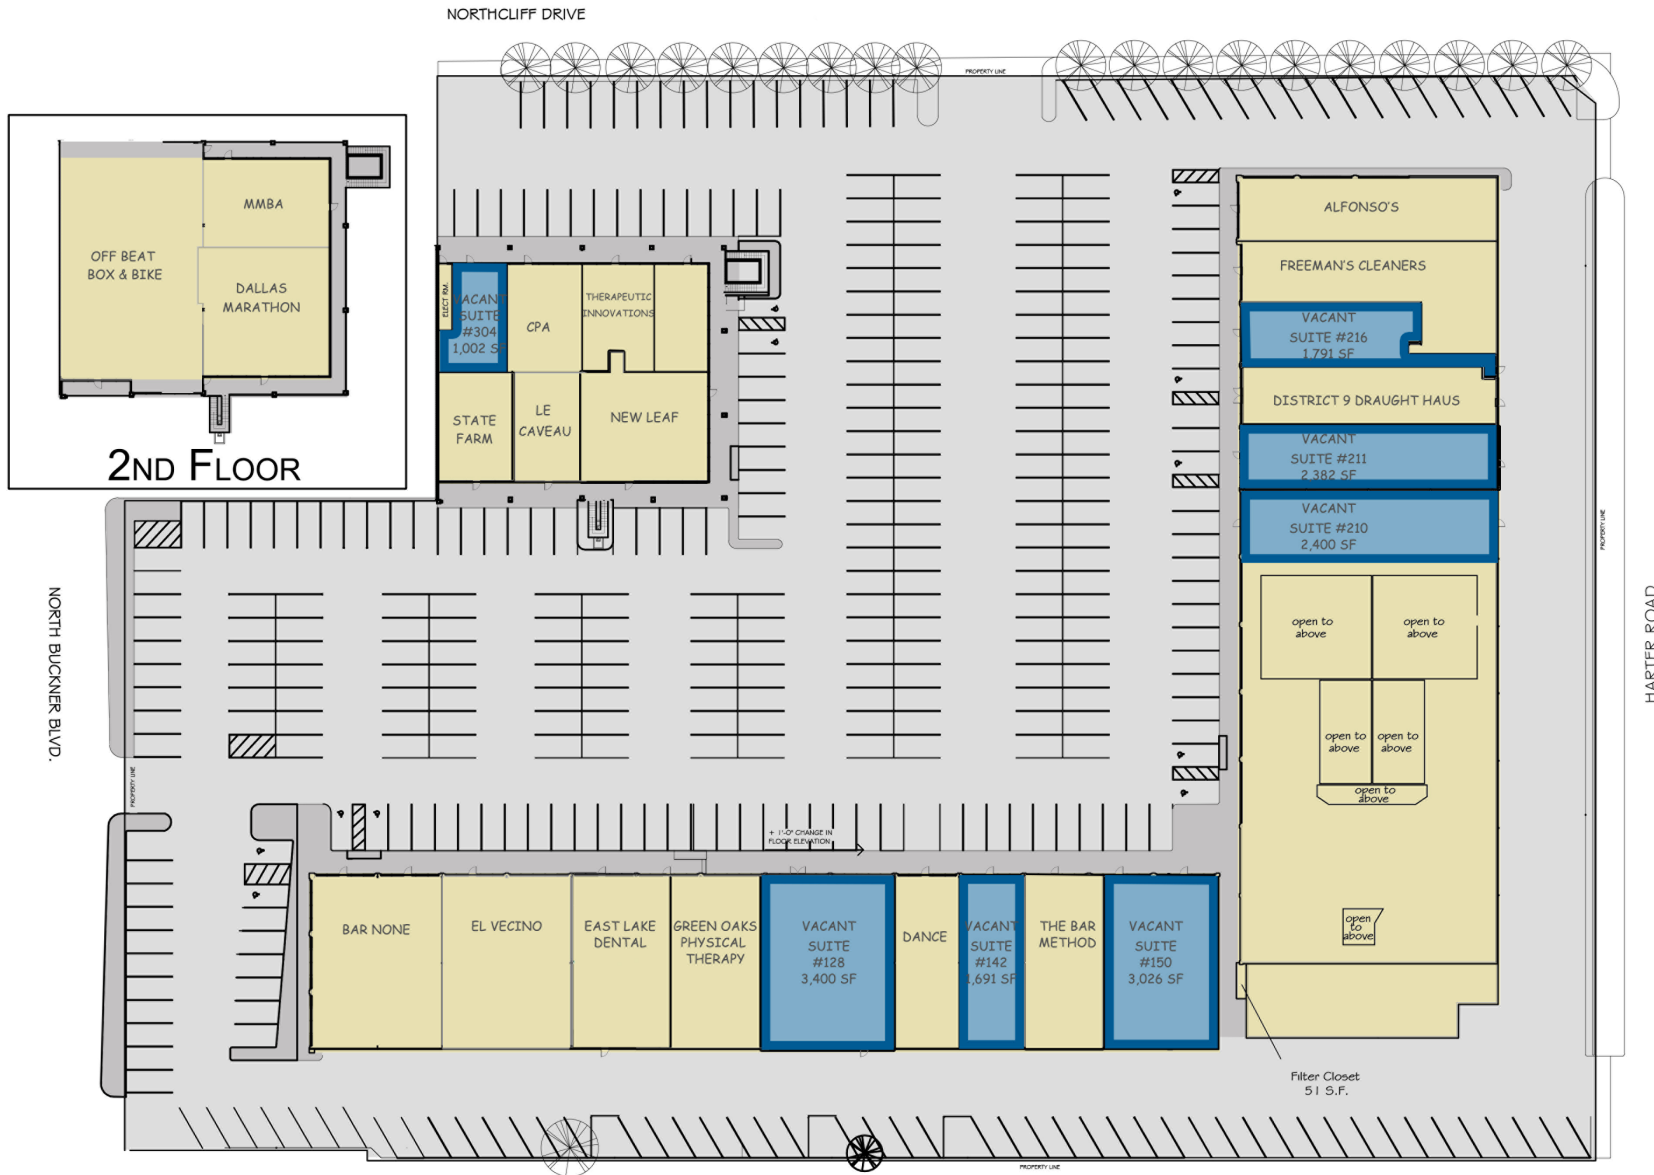 NORTHCLIFF DRIVE
PROPERTY LINE
MMBA
OFF BEAT
BOX & BIKE
DALLAS
MARATHON
2ND FLOOR
ELECT RM.
VACANT
SUITE
#304
1,002 SF
CPA
THERAPEUTIC
INNOVATIONS
STATE
FARM
LE
CAVEAU
NEW LEAF
ALFONSO'S
FREEMAN'S CLEANERS
VACANT
SUITE #216
1,791 SF
DISTRICT 9 DRAUGHT HAUS
VACANT
SUITE #211
2,382 SF
VACANT
SUITE #210
2,400 SF
open to
above
open to
above
open to
above
open to
above
open to
above
open
to
above
PROPERTY LINE
HARTER ROAD
NORTH BUCKNER BLVD.
PROPERTY LINE
+ 1'-0" CHANGE IN
FLOOR ELEVATION
BAR NONE
EL VECINO
EAST LAKE
DENTAL
GREEN OAKS
PHYSICAL
THERAPY
VACANT
SUITE
#128
3,400 SF
DANCE
VACANT
SUITE
#142
1,691 SF
THE BAR
METHOD
VACANT
SUITE
#150
3,026 SF
Filter Closet
51 S.F.
PROPERTY LINE